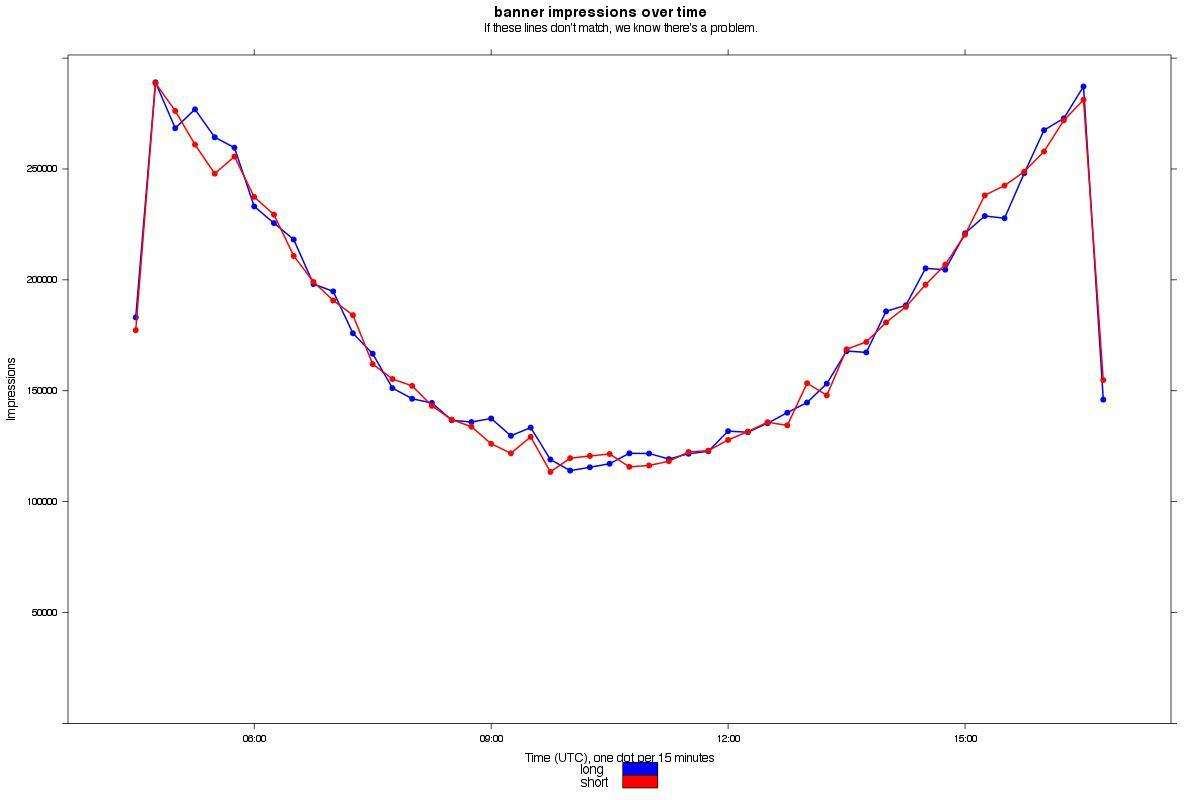 banner impressions over time
If these lines don't match, we know there's a problem.
250000
200000
150000
100000
50000
Impressions
06:00 09:00 12:00 15:00
Time (UTC), one dot per 15 minutes
long
short